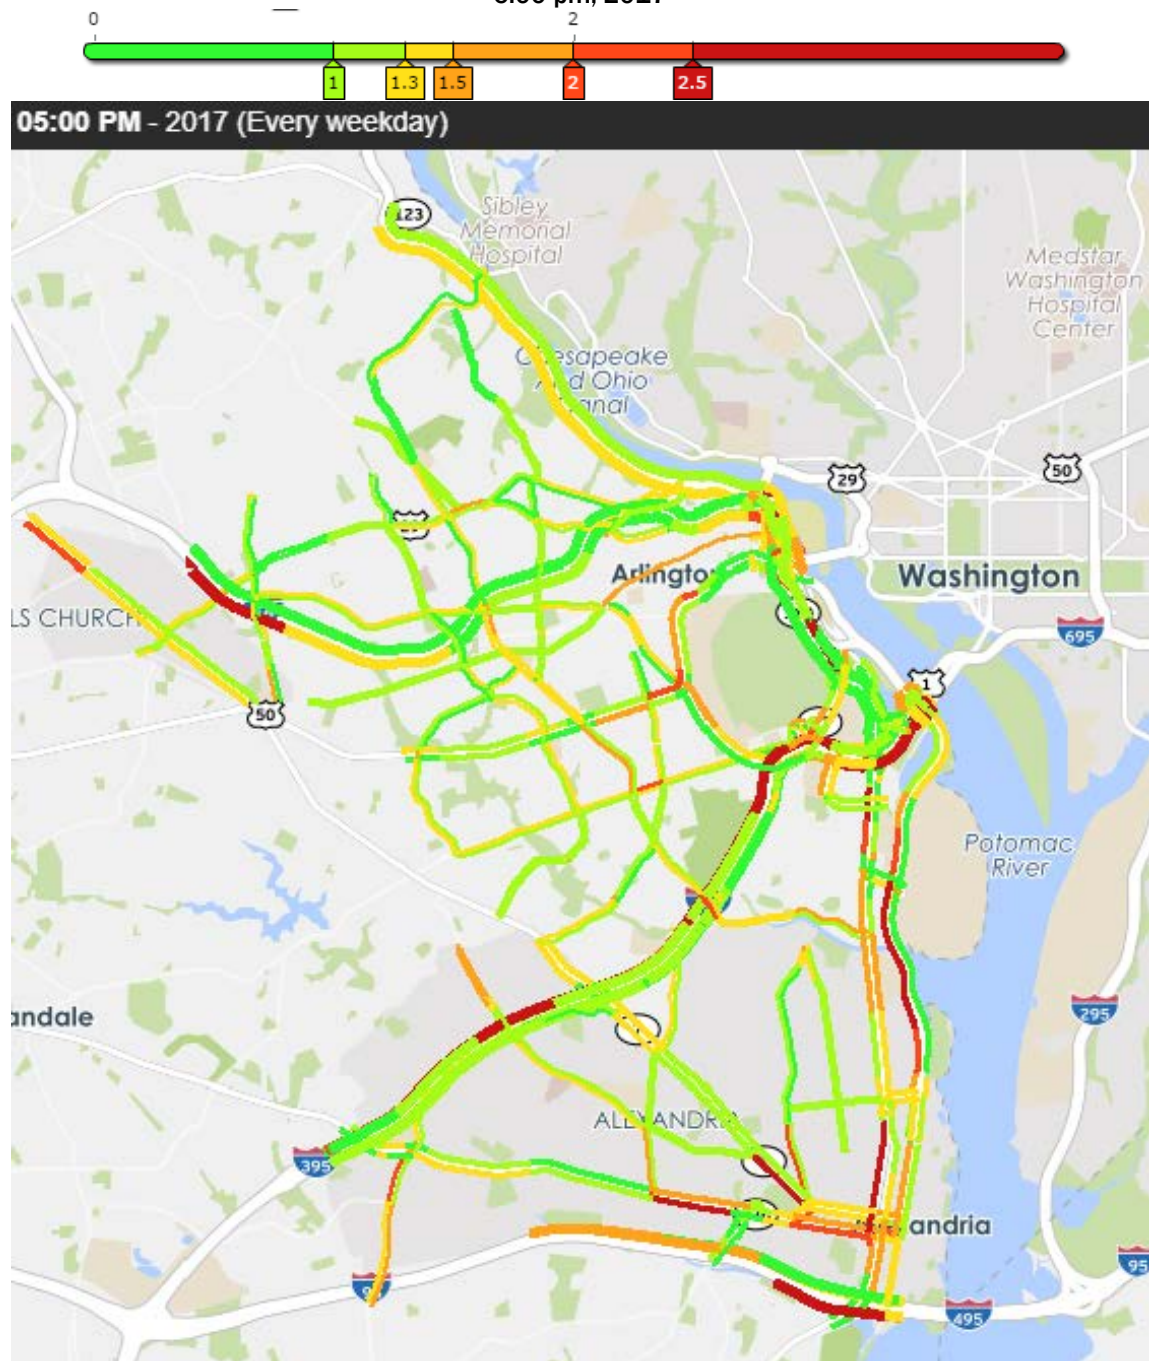 0 2
1 1.3 1.5 2 2.5
05:00 PM - 2017 (Every weekday)
123
Sibley
Memorial
Hospital
Medstar
Washington
Hospital
Center
29
50
Washington
695
LS CHURCH
50
1
Potomac
River
andale
295
ALEXANDRIA
395
andria
95
495